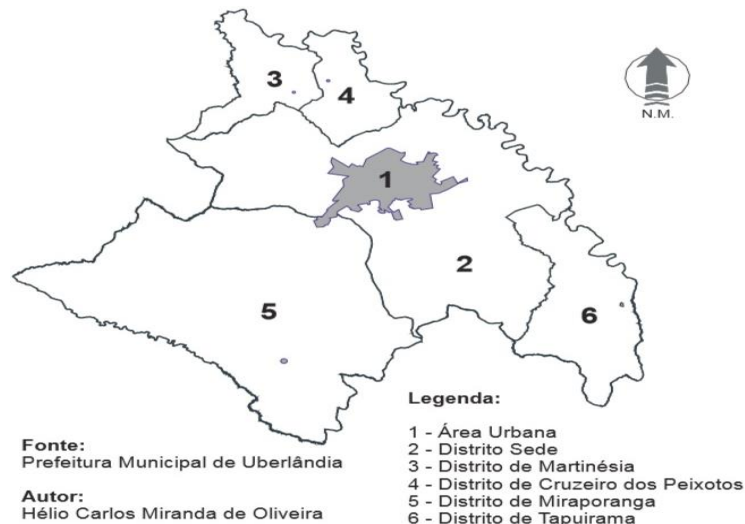 3
4
N.M.
1
2
5
6
Legenda:
1 - Área Urbana
2 - Distrito Sede
3 - Distrito de Martinésia
4 - Distrito de Cruzeiro dos Peixotos
5 - Distrito de Miraporanga
6 - Distrito de Tapuirama
Fonte:
Prefeitura Municipal de Uberlândia
Autor:
Hélio Carlos Miranda de Oliveira